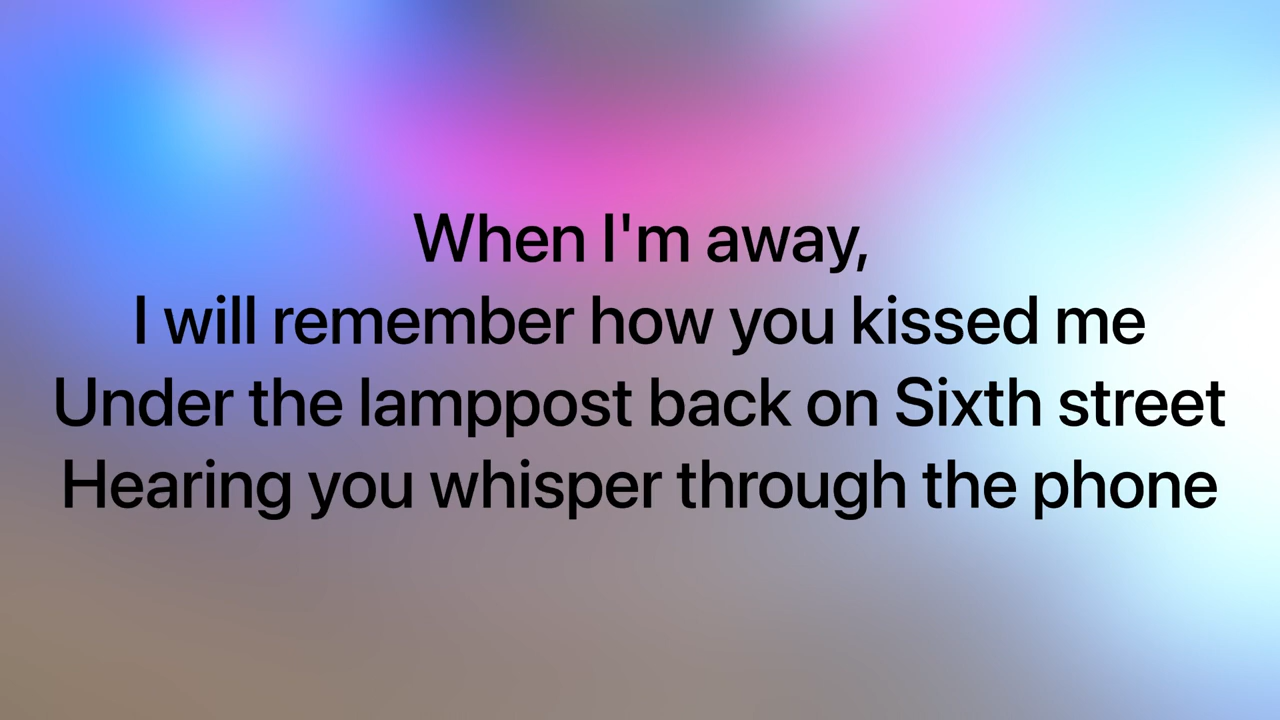 When I'm away,
I will remember how you kissed me
Under the lamppost back on Sixth street
Hearing you whisper through the phone